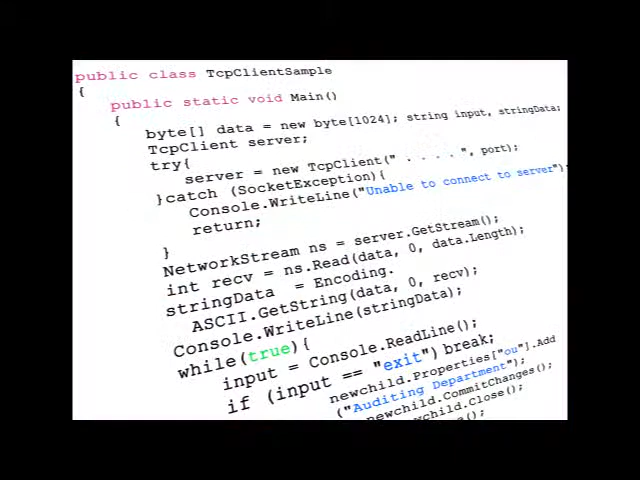 public class TcpClientSample
{
public static void Main()
{
byte[] data = new byte[1024]; string input, stringData;
TcpClient server;
try{
server = new TcpClient(" . . . . ", port);
}catch (SocketException){
Console.WriteLine("Unable to connect to server");
return;
}
NetworkStream ns = server.GetStream();
int recv = ns.Read(data, 0, data.Length);
stringData = Encoding.
ASCII.GetString(data, 0, recv);
Console.WriteLine(stringData);
while(true){
input = Console.ReadLine();
if (input == "exit") break;
newchild.Properties["ou"].Add
("Auditing Department");
newchild.CommitChanges();
newchild.Close();